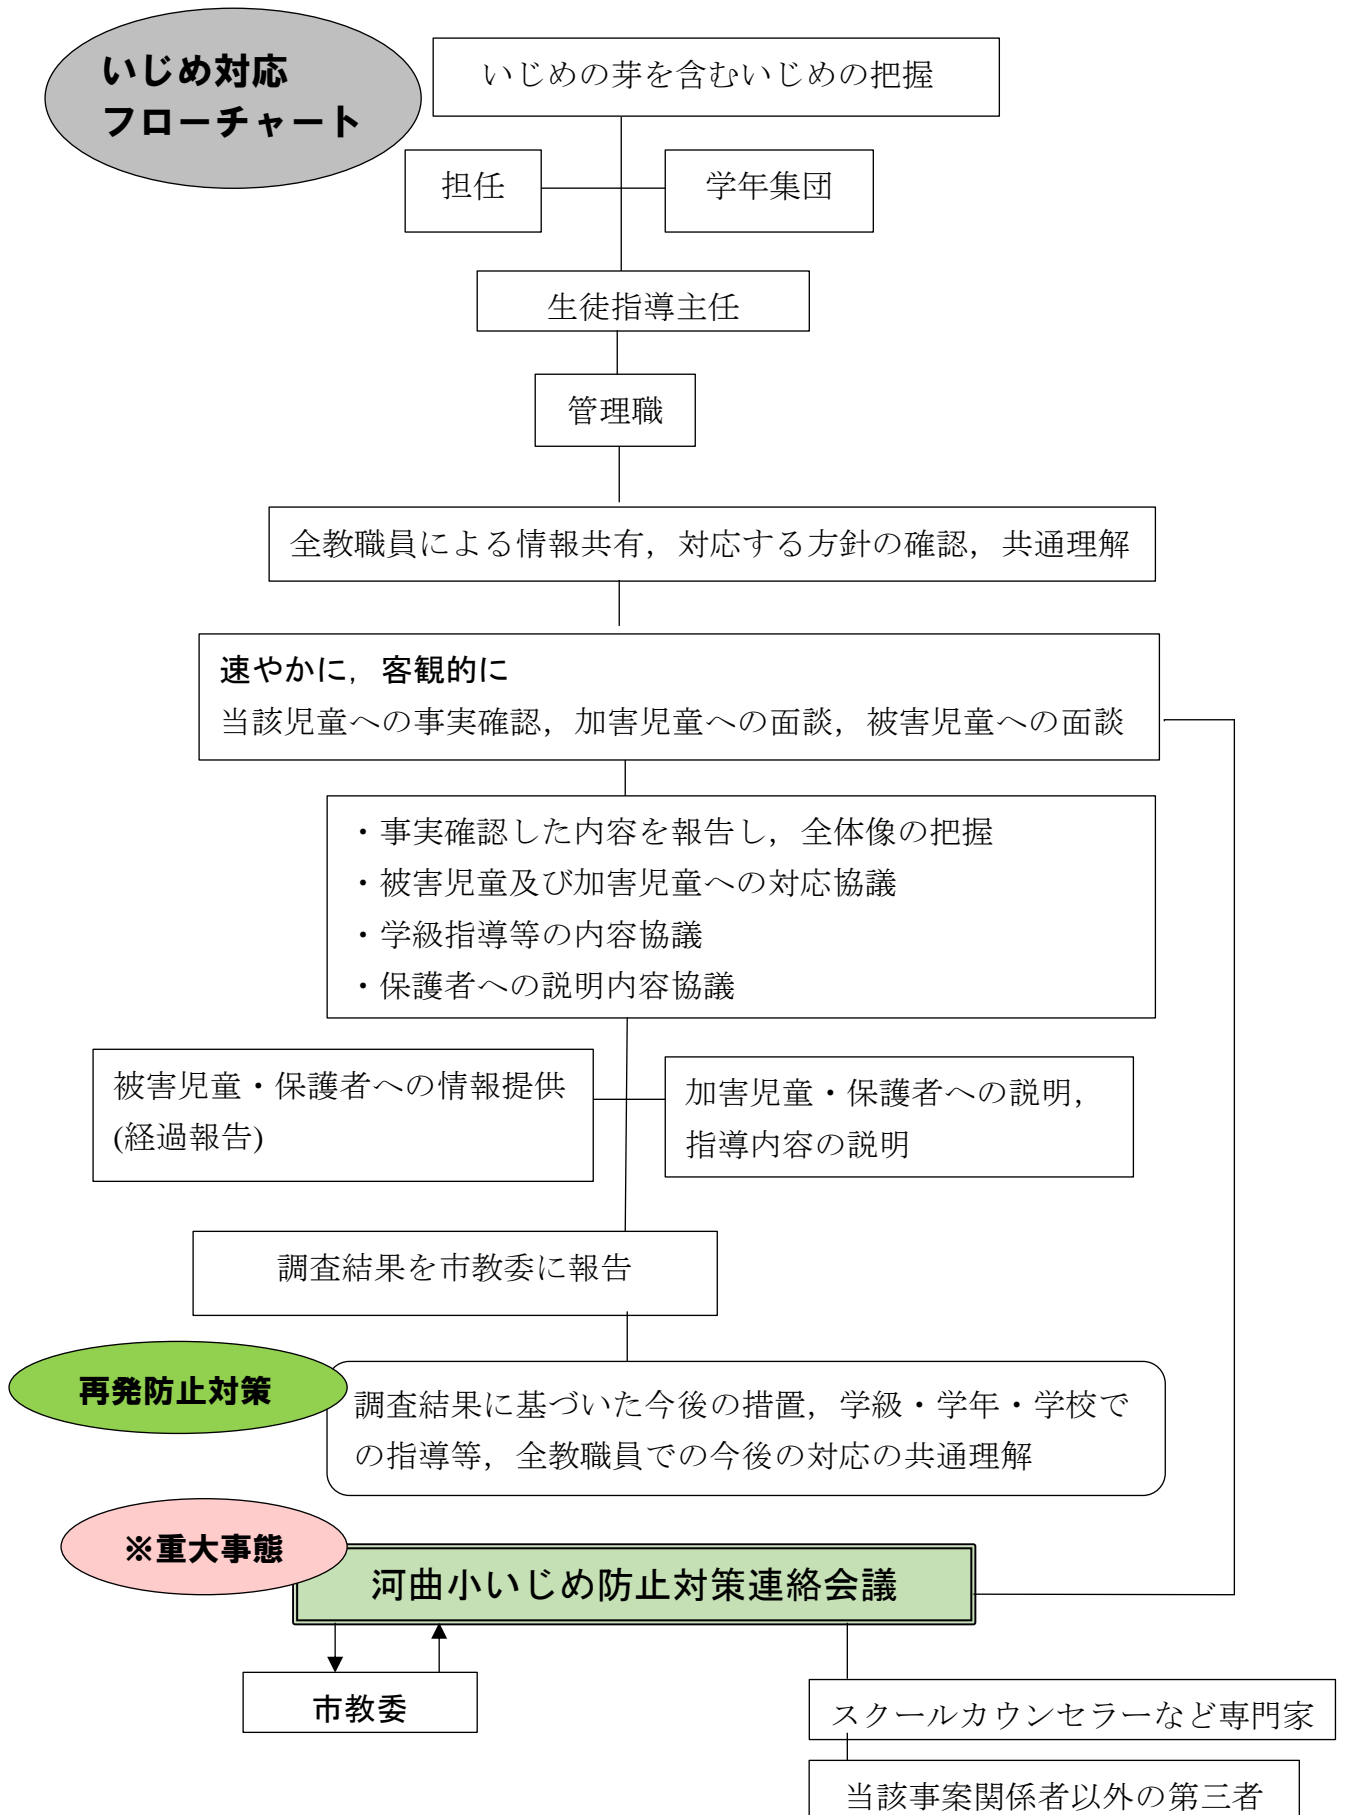 いじめ対応
フローチャート
いじめの芽を含むいじめの把握
担任
学年集団
生徒指導主任
管理職
全教職員による情報共有，対応する方針の確認，共通理解
速やかに，客観的に
当該児童への事実確認，加害児童への面談，被害児童への面談
・事実確認した内容を報告し，全体像の把握
・被害児童及び加害児童への対応協議
・学級指導等の内容協議
・保護者への説明内容協議
被害児童・保護者への情報提供
(経過報告)
加害児童・保護者への説明，
指導内容の説明
調査結果を市教委に報告
再発防止対策
調査結果に基づいた今後の措置，学級・学年・学校で
の指導等，全教職員での今後の対応の共通理解
※重大事態
河曲小いじめ防止対策連絡会議
市教委
スクールカウンセラーなど専門家
当該事案関係者以外の第三者